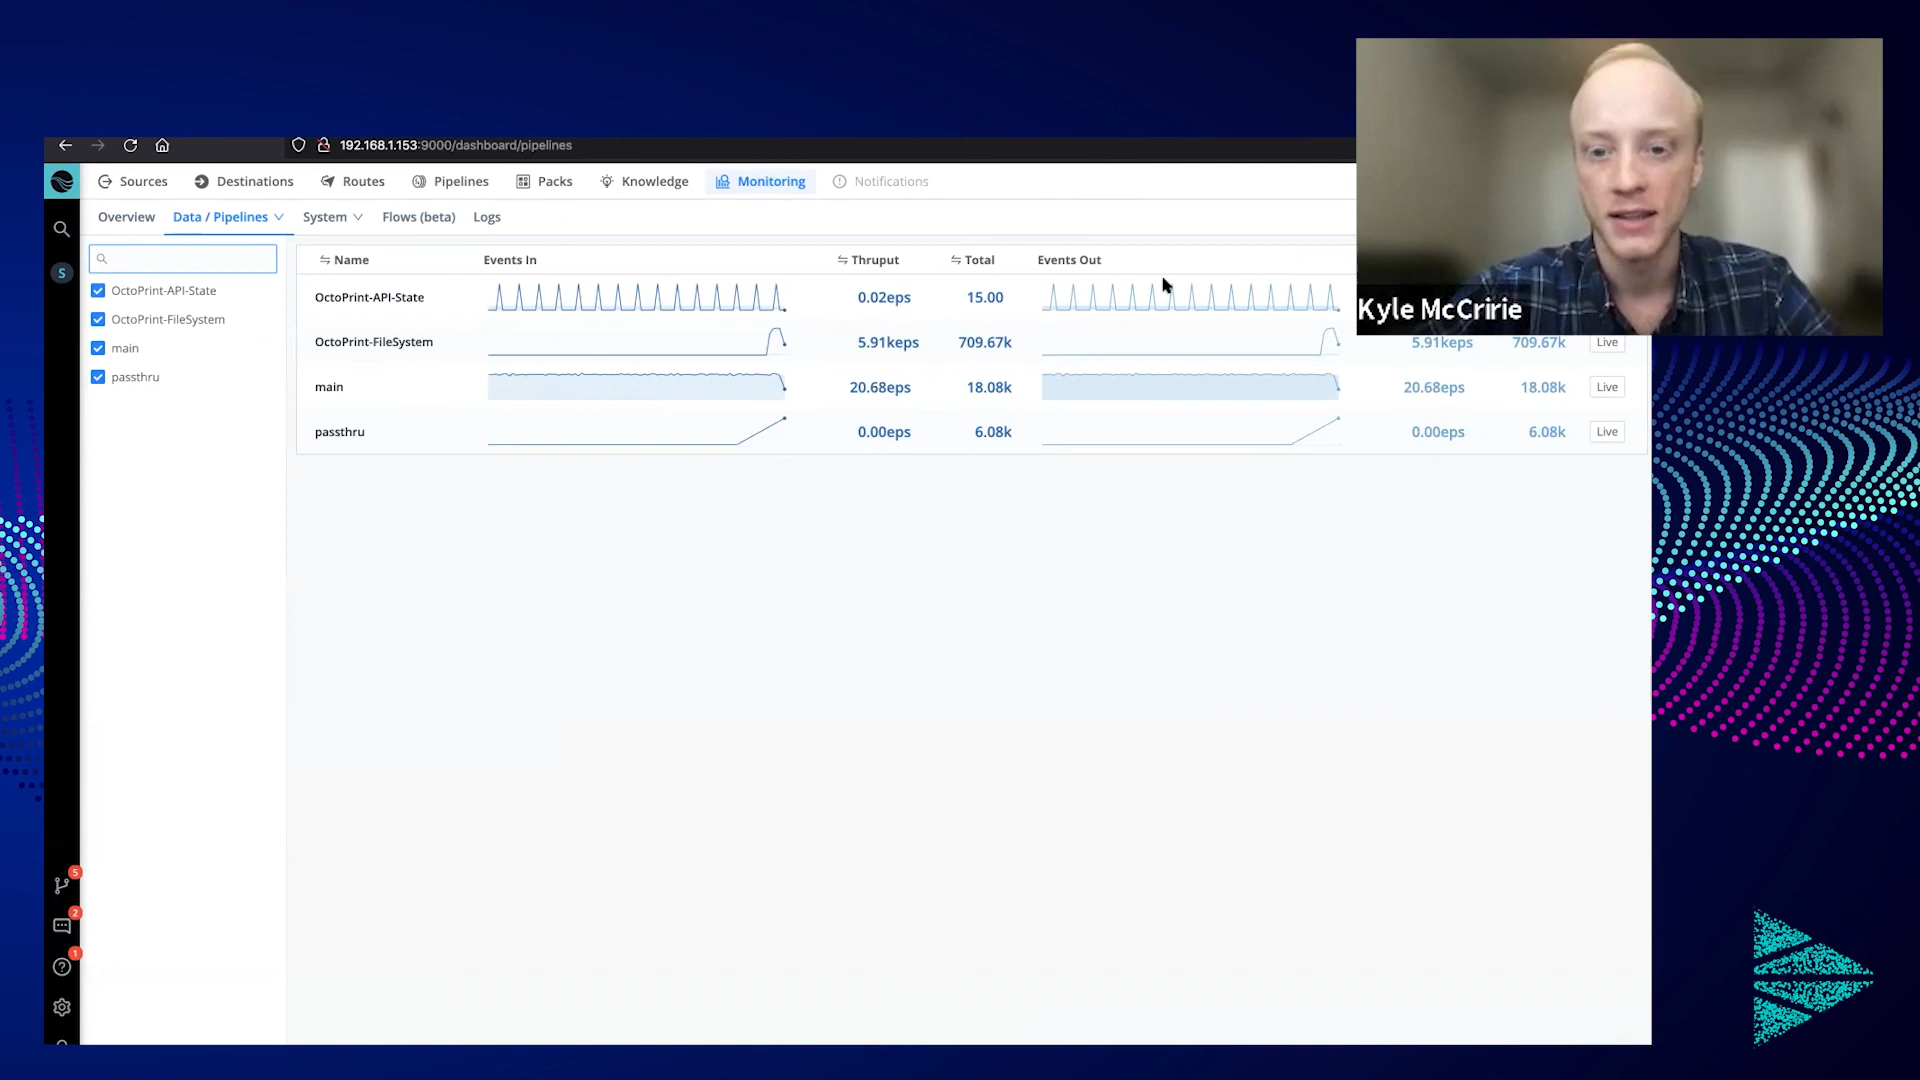 192.168.1.153:9000/dashboard/pipelines
Sources Destinations Routes Pipelines Packs Knowledge Monitoring Notifications
Overview Data / Pipelines System Flows (beta) Logs
S
OctoPrint-API-State
OctoPrint-FileSystem
main
passthru
Name Events In Thruput Total Events Out
OctoPrint-API-State 0.02eps 15.00
OctoPrint-FileSystem 5.91keps 709.67k 5.91keps 709.67k Live
main 20.68eps 18.08k 20.68eps 18.08k Live
passthru 0.00eps 6.08k 0.00eps 6.08k Live
Kyle McCririe
5
2
1